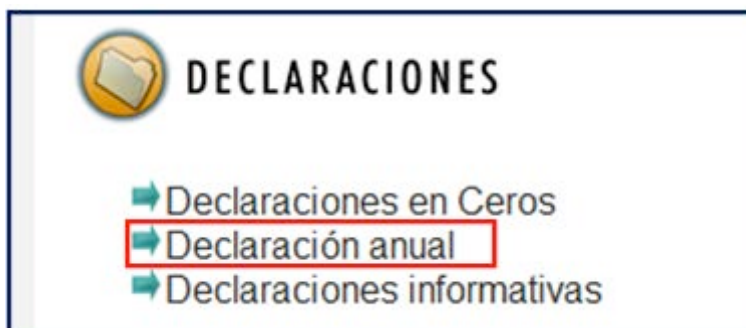 DECLARACIONES
Declaraciones en Ceros
Declaración anual
Declaraciones informativas